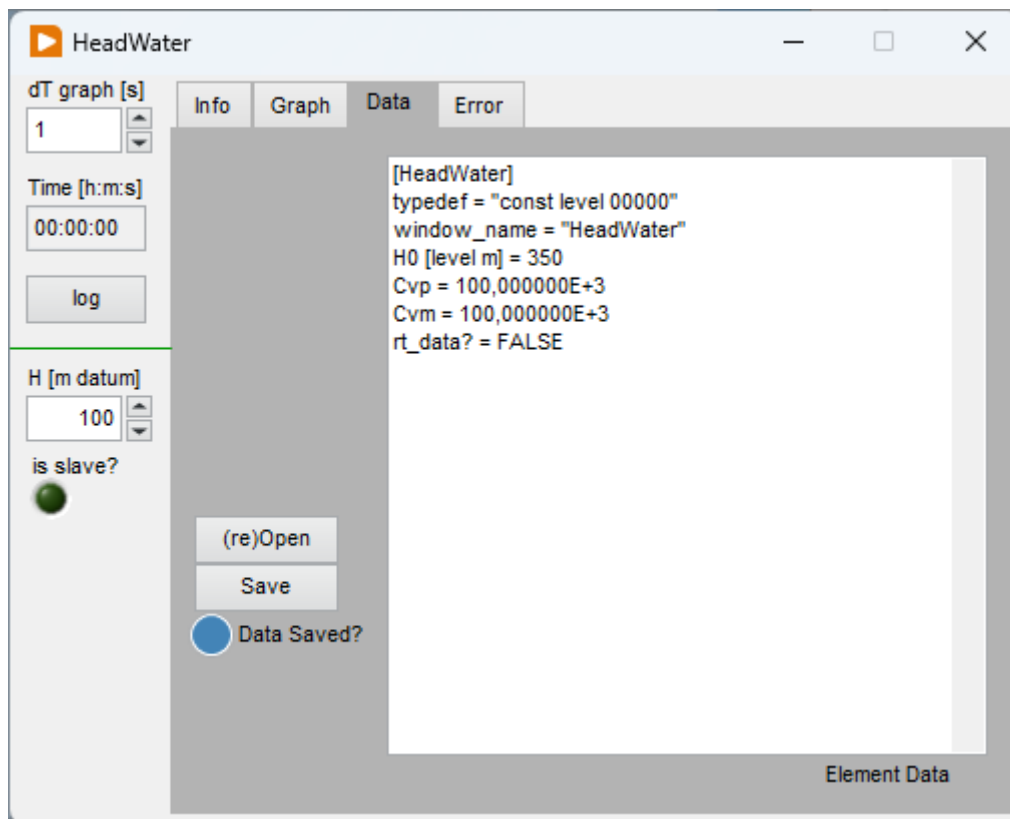 HeadWater
dT graph [s]
1
Time [h:m:s]
00:00:00
log
H [m datum]
100
is slave?
Info
Graph
Data
Error
[HeadWater]
typedef = "const level 00000"
window_name = "HeadWater"
H0 [level m] = 350
Cvp = 100,000000E+3
Cvm = 100,000000E+3
rt_data? = FALSE
(re)Open
Save
Data Saved?
Element Data